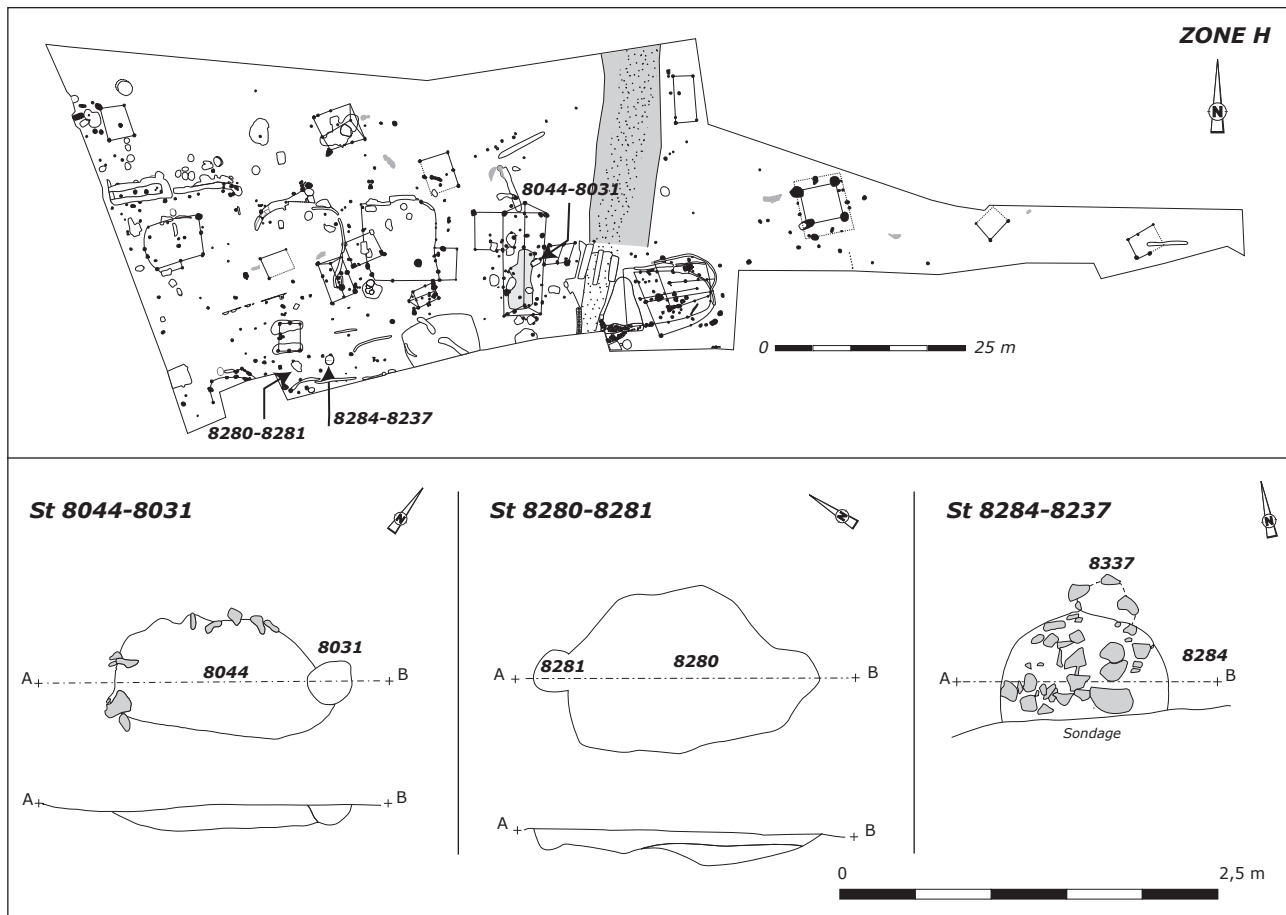 ZONE H
N
8044-8031
0 25 m
8284-8237
8280-8281
St 8044-8031
N
8031
8044
A B
A B
St 8280-8281
N
8281 8280
A B
A B
St 8284-8237
N
8337
8284
A B
Sondage
0 2,5 m